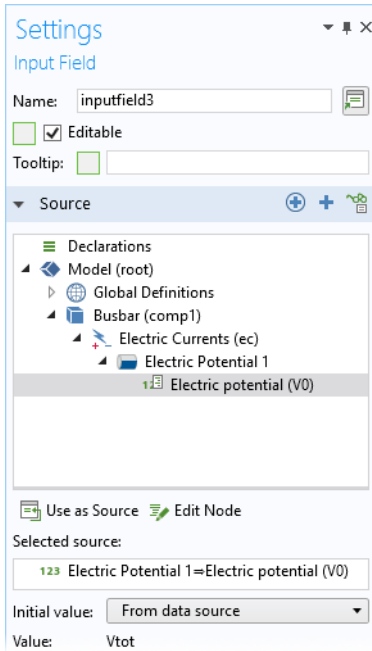 Settings
Input Field
Name: inputfield3
Editable
Tooltip:
Source
Declarations
Model (root)
Global Definitions
Busbar (comp1)
Electric Currents (ec)
Electric Potential 1
Electric potential (V0)
Use as Source Edit Node
Selected source:
123 Electric Potential 1=Electric potential (V0)
Initial value: From data source
Value: Vtot